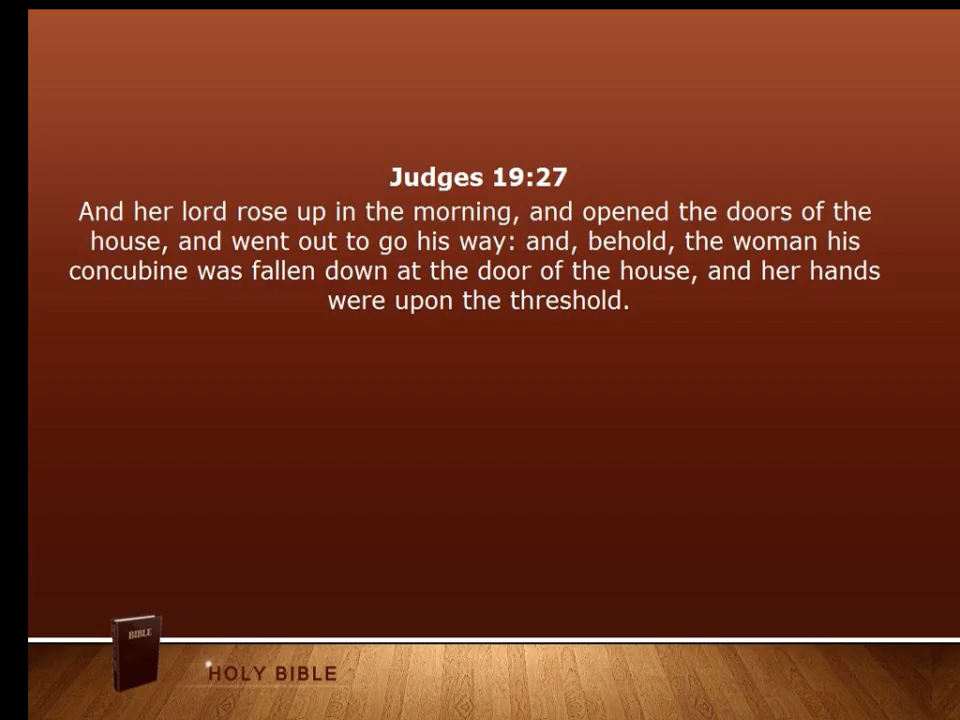 Judges 19:27
And her lord rose up in the morning, and opened the doors of the
house, and went out to go his way: and, behold, the woman his
concubine was fallen down at the door of the house, and her hands
were upon the threshold.
BIBLE
HOLY BIBLE